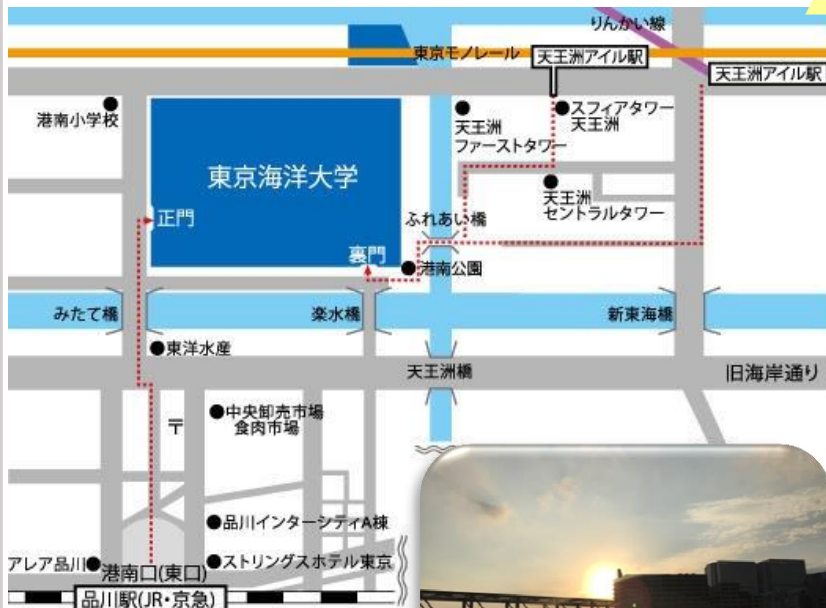 りんかい線
東京モノレール
天王洲アイル駅
天王洲アイル駅
港南小学校
スフィアタワー
天王洲
天王洲
ファーストタワー
東京海洋大学
天王洲
セントラルタワー
正門
ふれあい橋
裏門
港南公園
みたて橋
楽水橋
新東海橋
東洋水産
天王洲橋
旧海岸通り
〒
中央卸売市場
食肉市場
品川インターシティA棟
アレア品川
港南口(東口)
ストリングスホテル東京
品川駅(JR・京急)